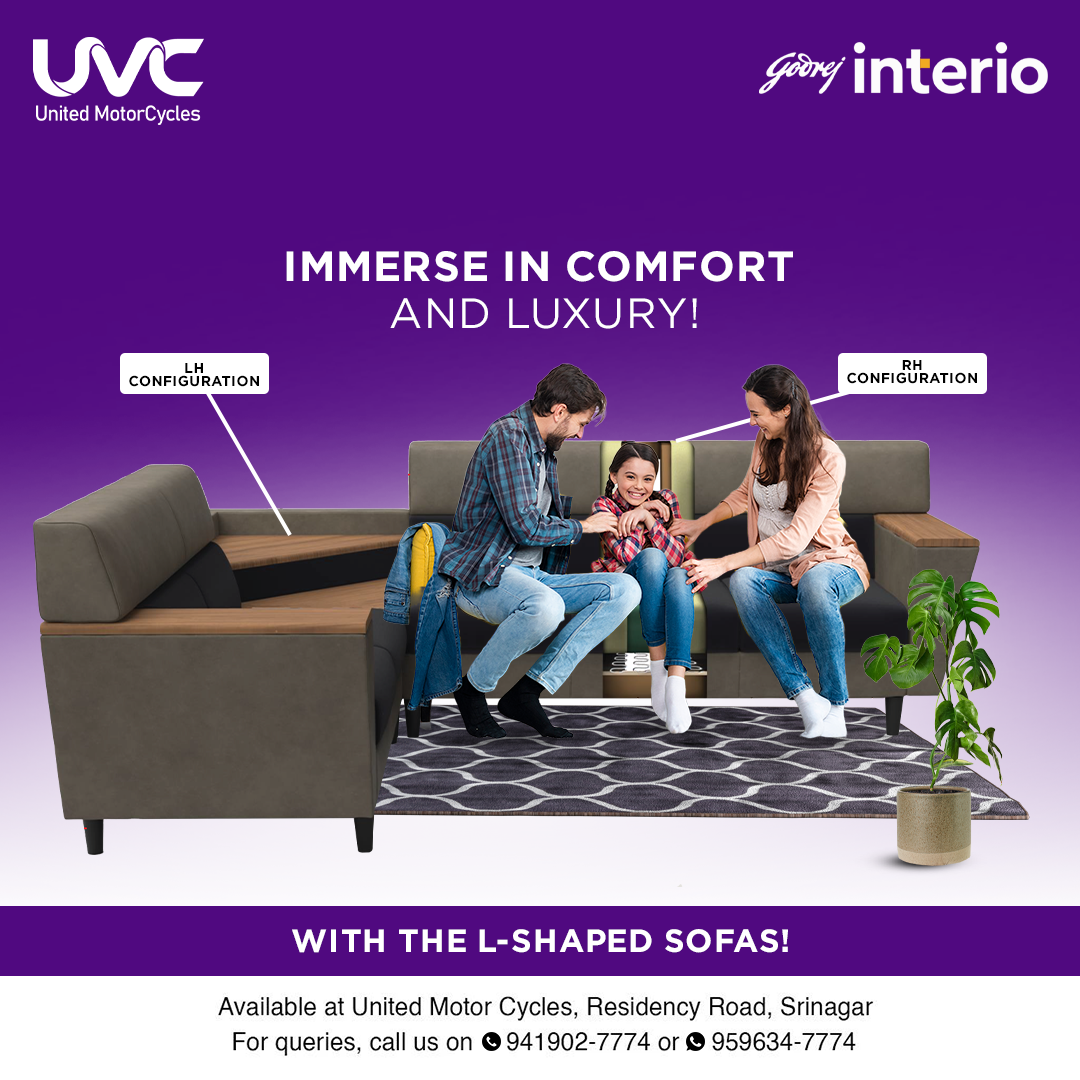 UVC
United MotorCycles
Godrej interio
IMMERSE IN COMFORT
AND LUXURY!
LH
CONFIGURATION
RH
CONFIGURATION
WITH THE L-SHAPED SOFAS!
Available at United Motor Cycles, Residency Road, Srinagar
For queries, call us on 941902-7774 or 959634-7774